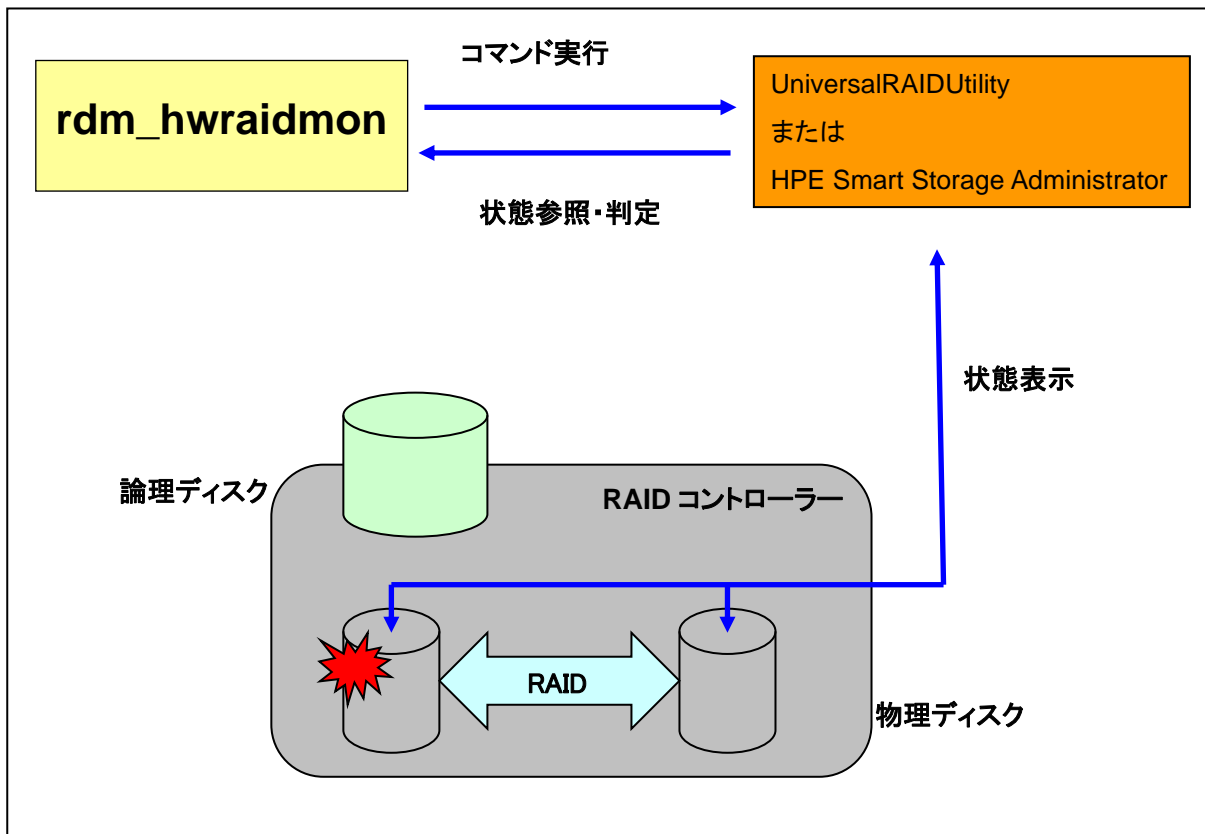 コマンド実行
rdm_hwraidmon
UniversalRAIDUtility
または
HPE Smart Storage Administrator
状態参照・判定
状態表示
論理ディスク
RAID コントローラー
RAID
物理ディスク